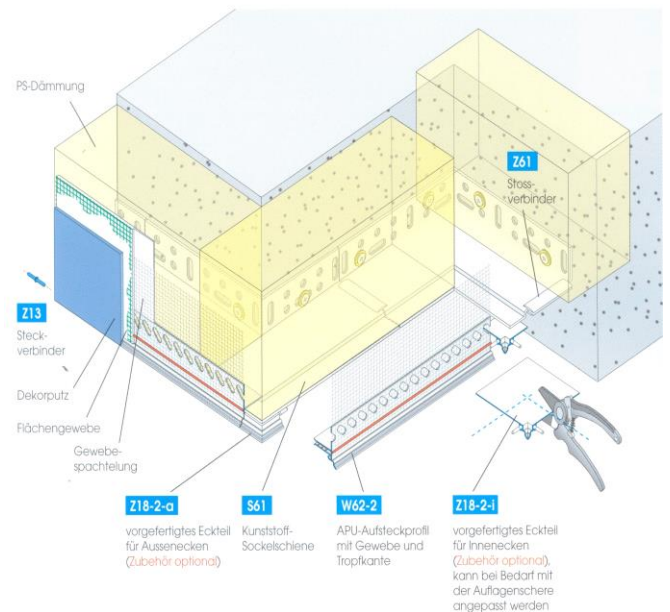 PS-Dämmung
Z61
Stoss-
verbinder
Z13
Steck-
verbinder
Dekorputz
Flächengewebe
Gewebe-
spachtelung
Z18-2-a
vorgefertigtes Eckteil
für Aussenecken
(Zubehör optional)
S61
Kunststoff-
Sockelschiene
W62-2
APU-Aufsteckprofil
mit Gewebe und
Tropfkante
Z18-2-i
vorgefertigtes Eckteil
für Innenecken
(Zubehör optional),
kann bei Bedarf mit
der Auflagenschere
angepasst werden